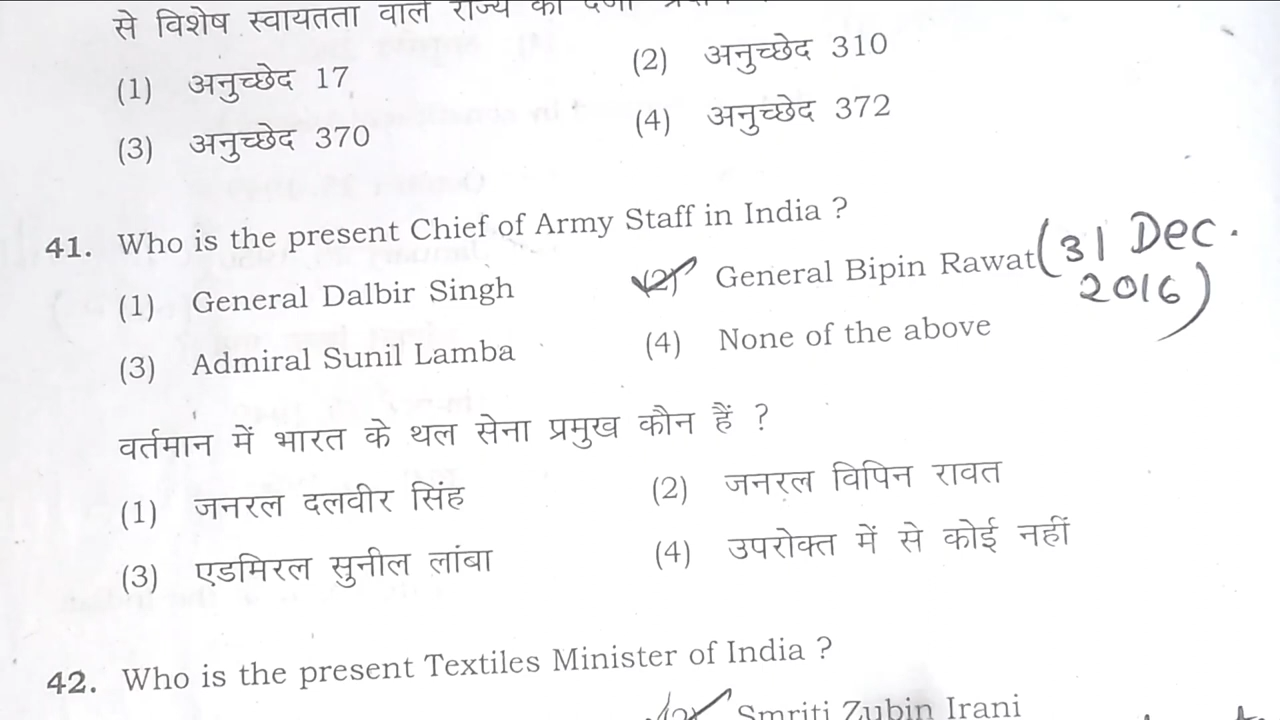 से विशेष स्वायतता वाले राज्य का दर्जा
(1) अनुच्छेद 17 (2) अनुच्छेद 310
(3) अनुच्छेद 370 (4) अनुच्छेद 372
41. Who is the present Chief of Army Staff in India ?
(1) General Dalbir Singh (2) General Bipin Rawat (31 Dec. 2016)
(3) Admiral Sunil Lamba (4) None of the above
वर्तमान में भारत के थल सेना प्रमुख कौन हैं ?
(1) जनरल दलवीर सिंह (2) जनरल विपिन रावत
(3) एडमिरल सुनील लांबा (4) उपरोक्त में से कोई नहीं
42. Who is the present Textiles Minister of India ?
(2) Smriti Zubin Irani